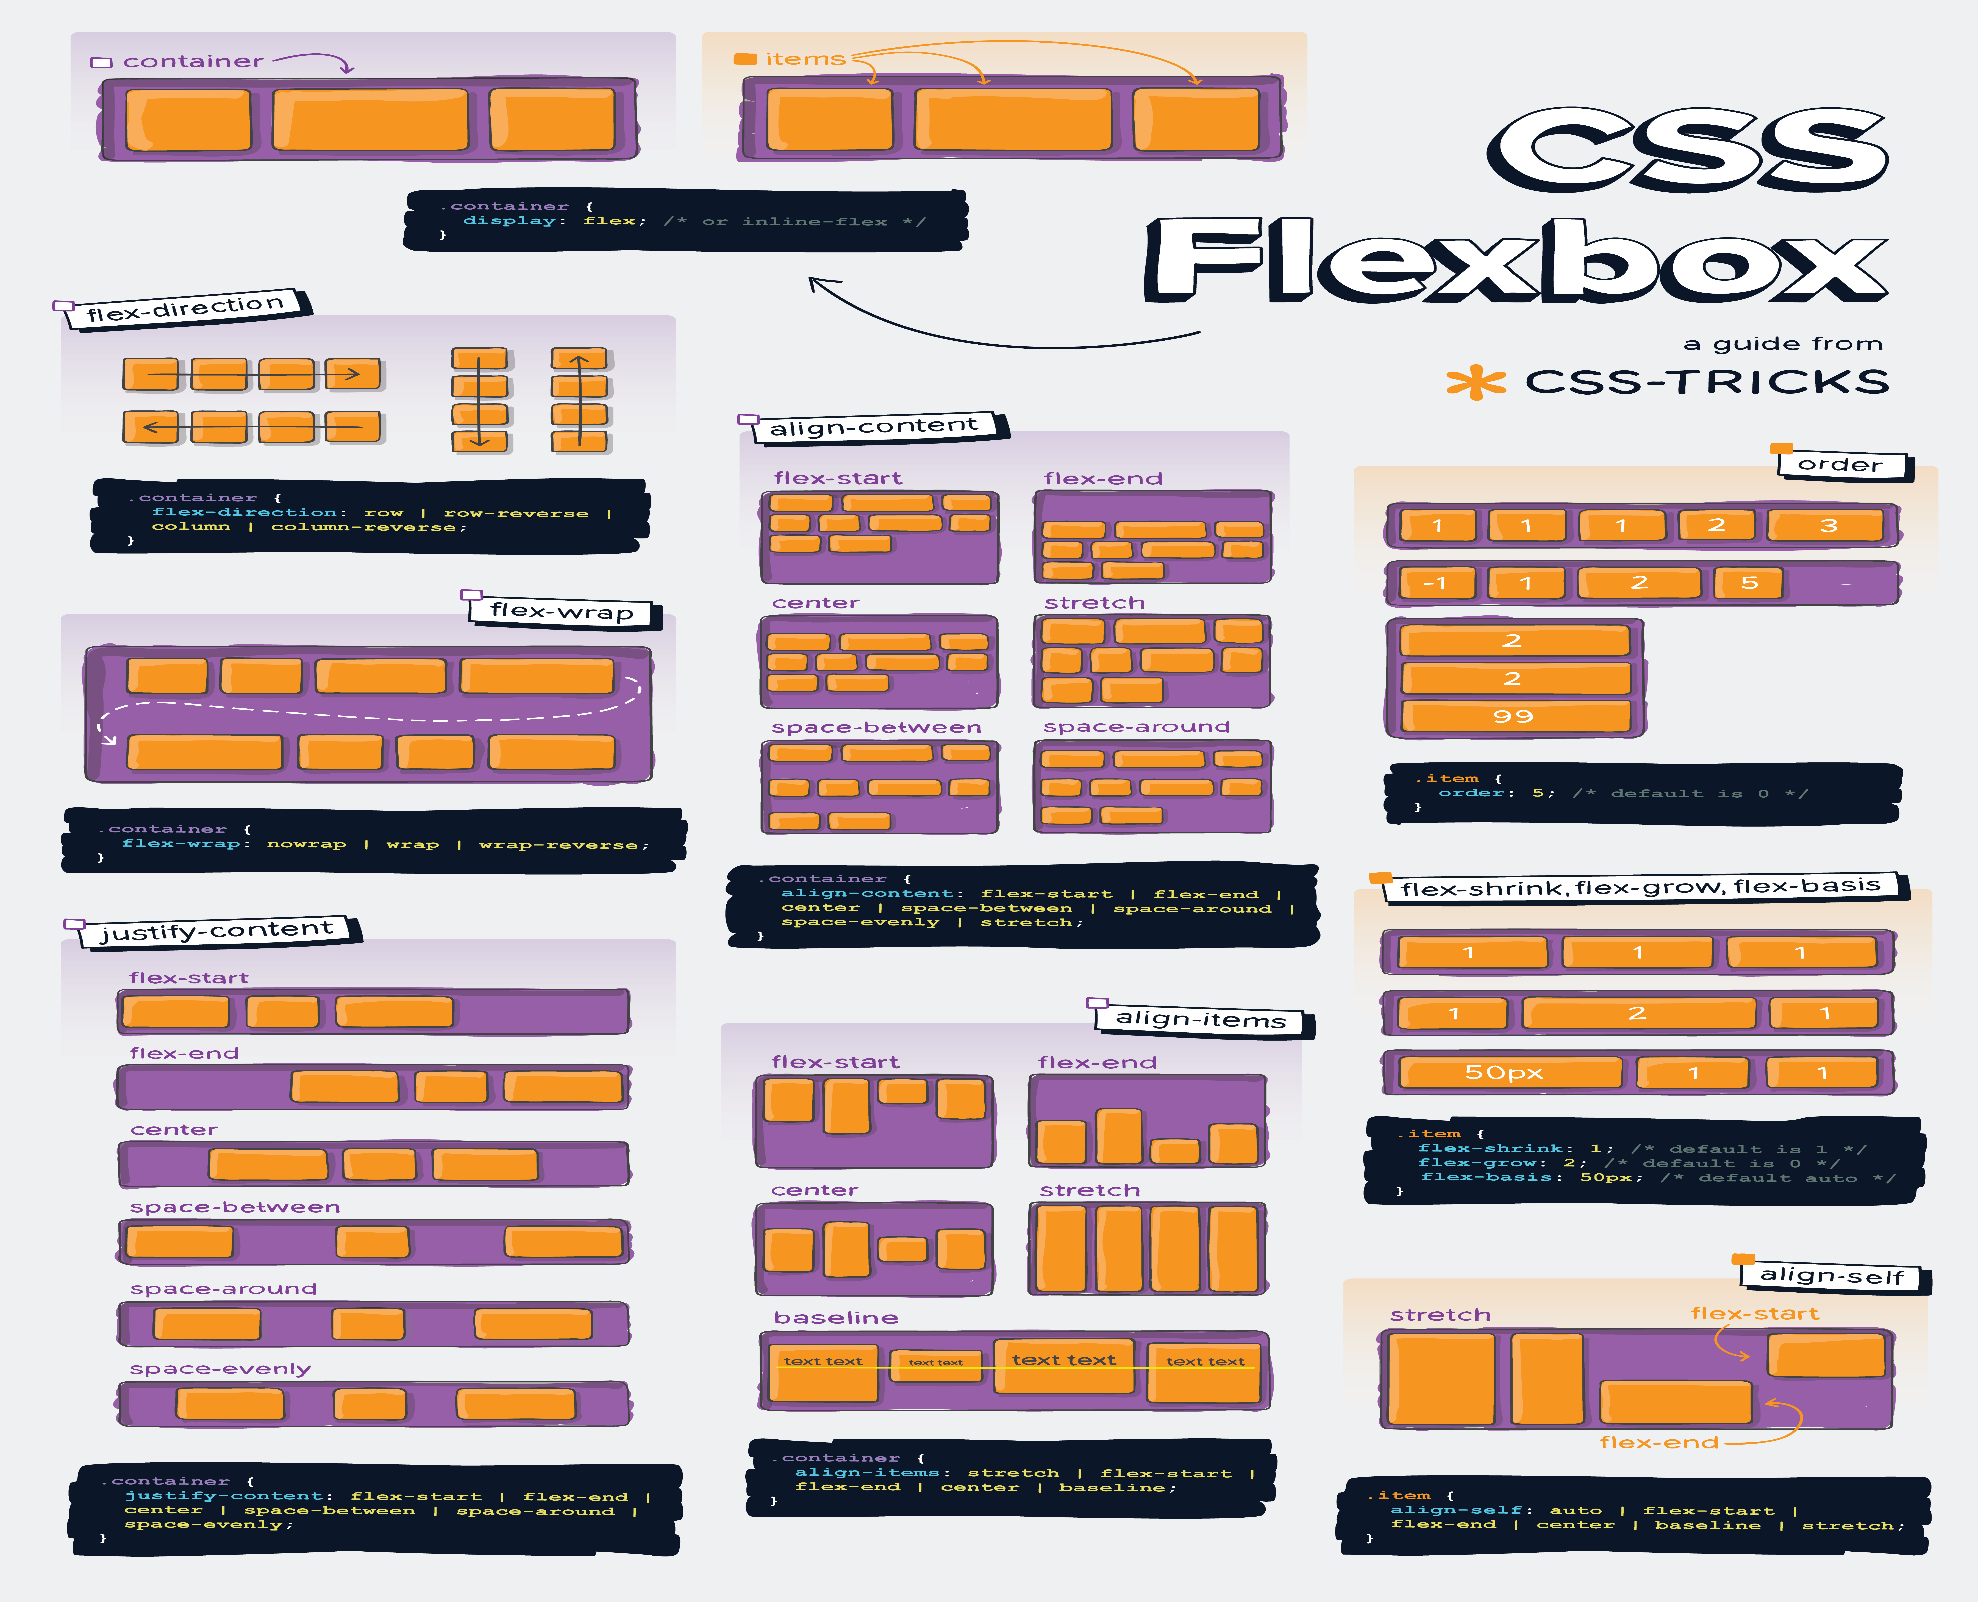 container
items
CSS
Flexbox
a guide from
CSS-TRICKS
.container {
display: flex; /* or inline-flex */
}
flex-direction
.container {
flex-direction: row | row-reverse |
column | column-reverse;
}
flex-wrap
.container {
flex-wrap: nowrap | wrap | wrap-reverse;
}
justify-content
flex-start
flex-end
center
space-between
space-around
space-evenly
.container {
justify-content: flex-start | flex-end |
center | space-between | space-around |
space-evenly;
}
align-content
flex-start flex-end
center stretch
space-between space-around
.container {
align-content: flex-start | flex-end |
center | space-between | space-around |
space-evenly | stretch;
}
align-items
flex-start flex-end
center stretch
baseline
text text text text text text text text
.container {
align-items: stretch | flex-start |
flex-end | center | baseline;
}
order
1 1 1 2 3
-1 1 2 5 -
2
2
99
.item {
order: 5; /* default is 0 */
}
flex-shrink, flex-grow, flex-basis
1 1 1
1 2 1
50px 1 1
.item {
flex-shrink: 1; /* default is 1 */
flex-grow: 2; /* default is 0 */
flex-basis: 50px; /* default auto */
}
align-self
stretch flex-start
flex-end
.item {
align-self: auto | flex-start |
flex-end | center | baseline | stretch;
}